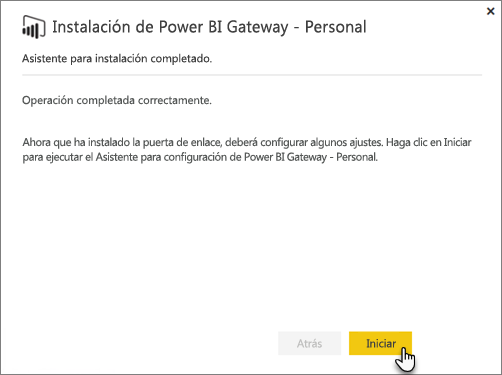 Instalación de Power BI Gateway - Personal
Asistente para instalación completado.
Operación completada correctamente.
Ahora que ha instalado la puerta de enlace, deberá configurar algunos ajustes. Haga clic en Iniciar
para ejecutar el Asistente para configuración de Power BI Gateway - Personal.
Atrás
Iniciar